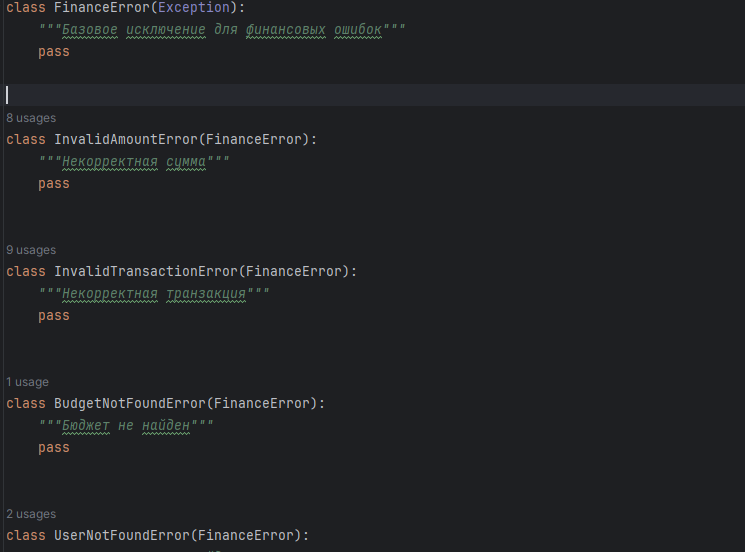 class FinanceError(Exception):
    """Базовое исключение для финансовых ошибок"""
    pass
8 usages
class InvalidAmountError(FinanceError):
    """Некорректная сумма"""
    pass
9 usages
class InvalidTransactionError(FinanceError):
    """Некорректная транзакция"""
    pass
1 usage
class BudgetNotFoundError(FinanceError):
    """Бюджет не найден"""
    pass
2 usages
class UserNotFoundError(FinanceError):